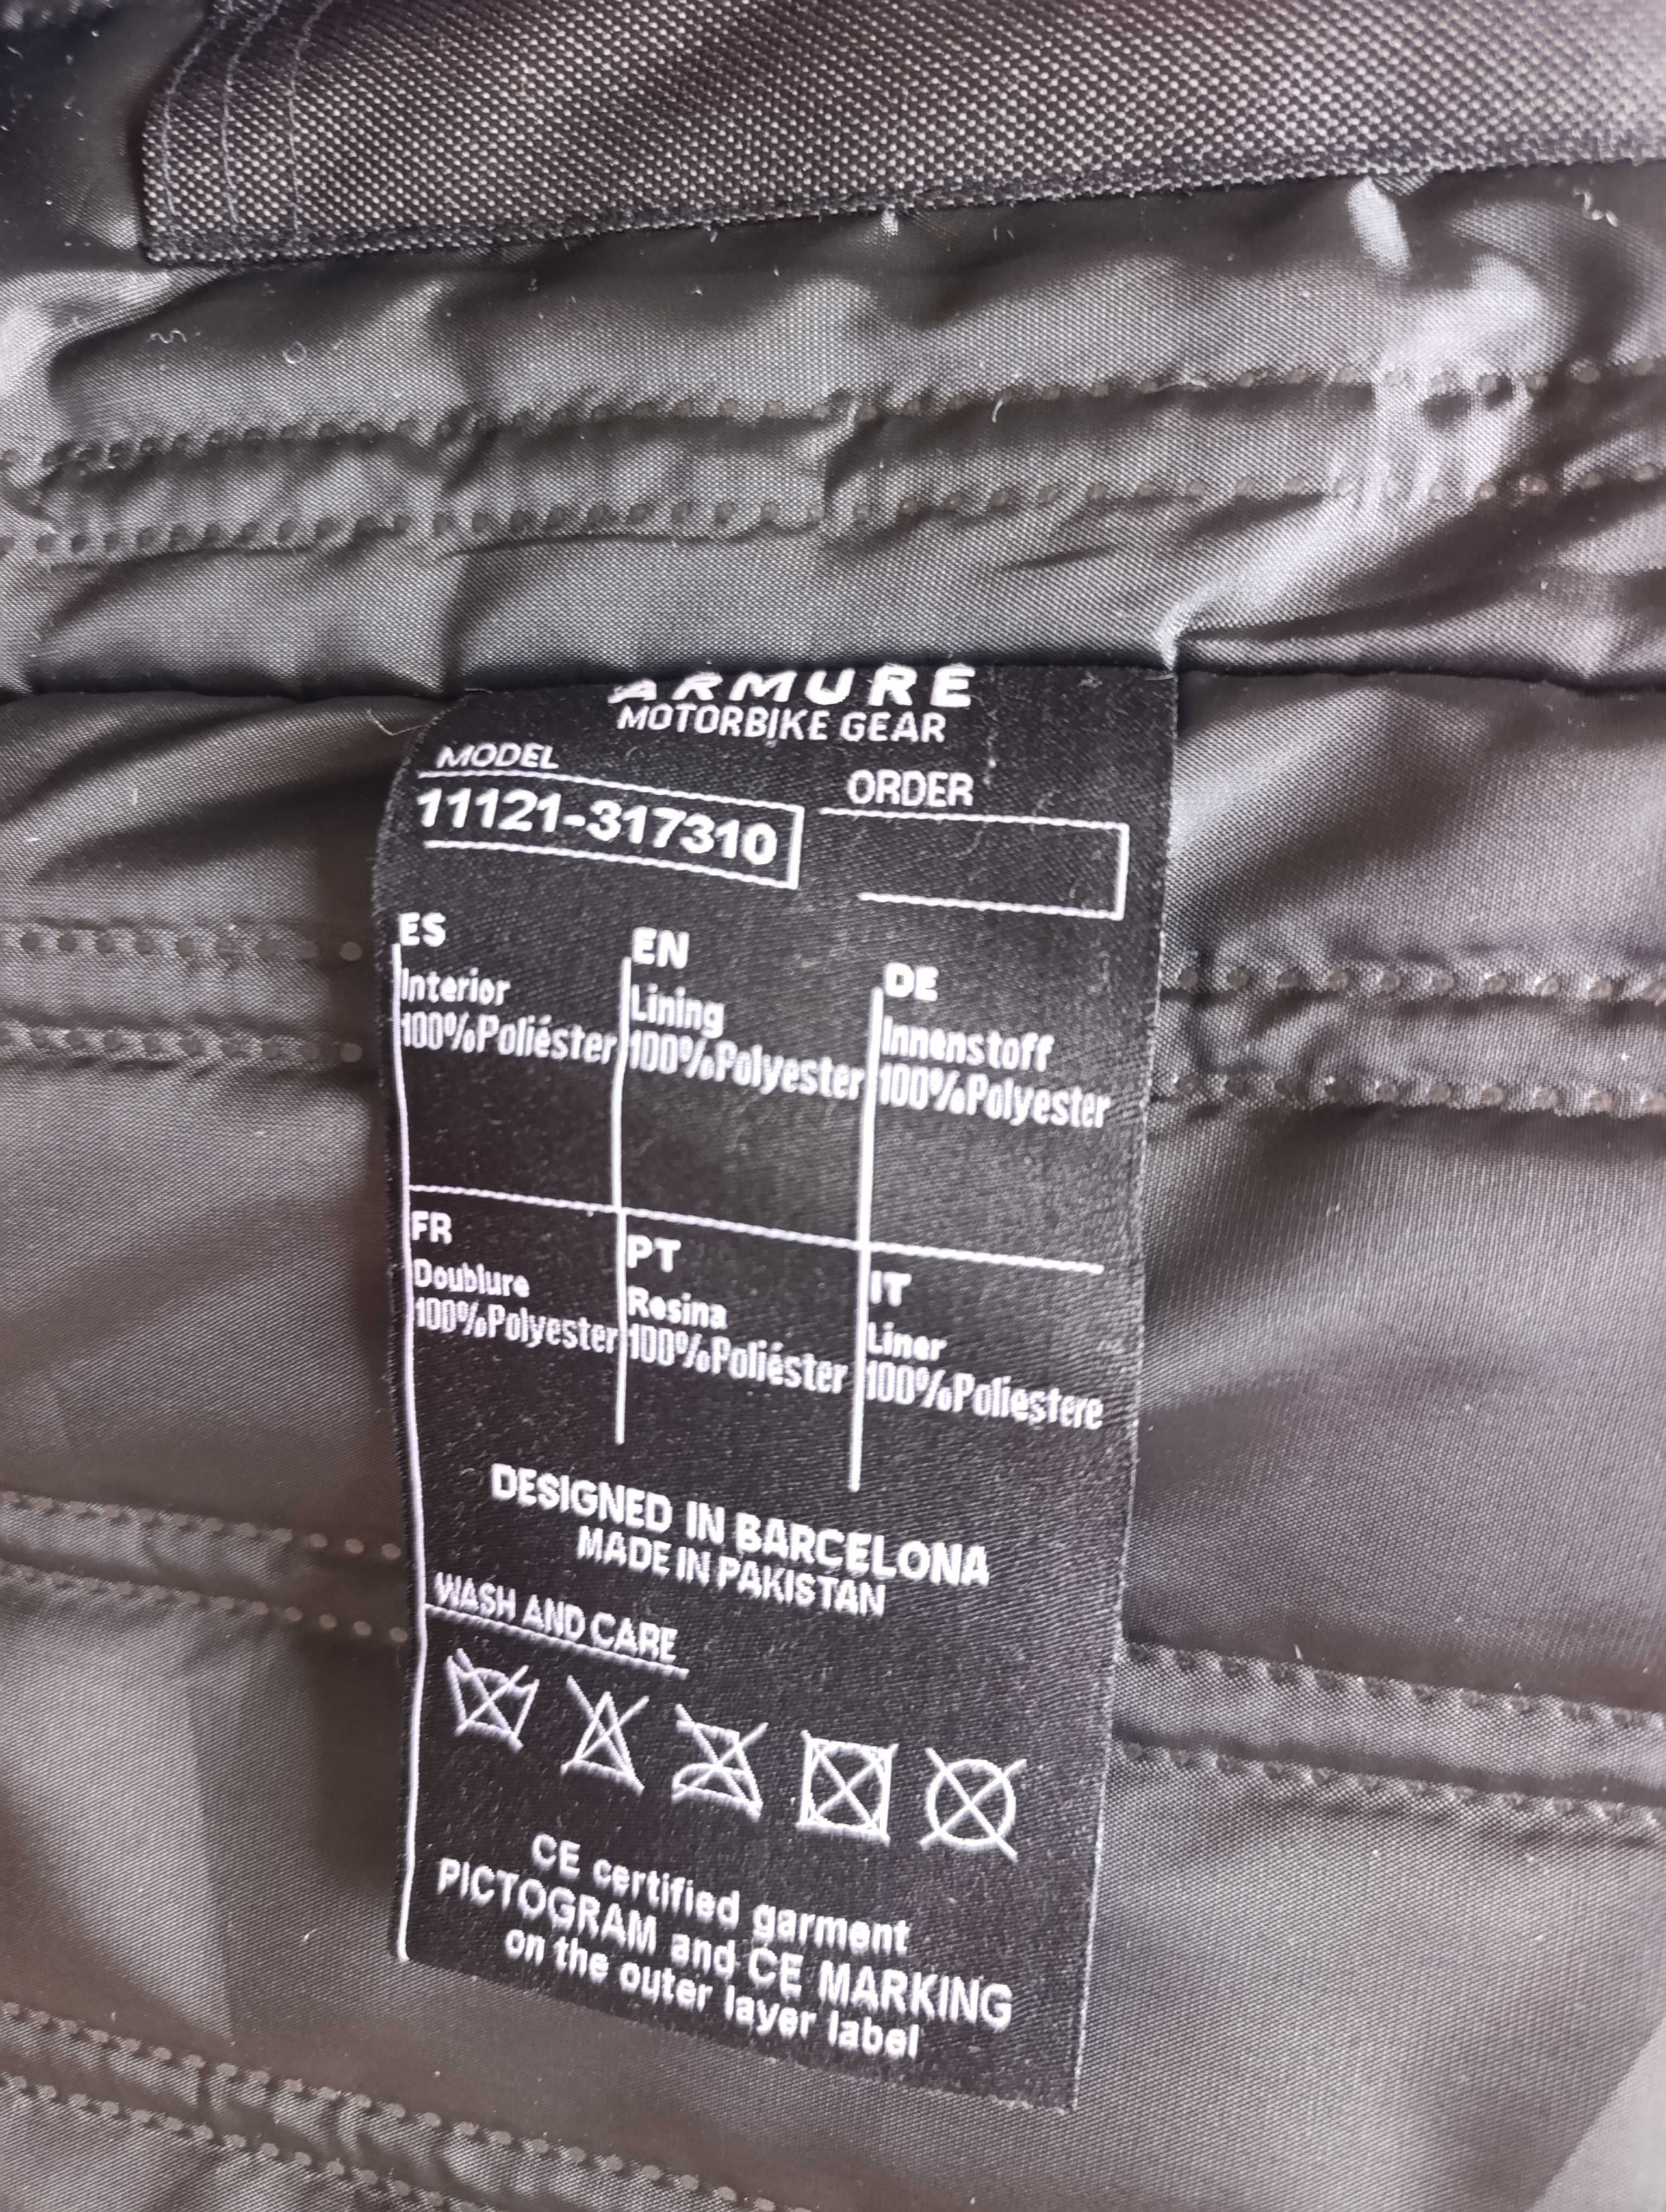 ARMURE
MOTORBIKE GEAR
MODEL
11121-317310
ORDER
ES
Interior
100%Poliéster
EN
Lining
100%Polyester
DE
Innenstoff
100%Polyester
FR
Doublure
100%Polyester
PT
Resina
100%Poliéster
IT
Liner
100%Poliestere
DESIGNED IN BARCELONA
MADE IN PAKISTAN
WASH AND CARE
CE certified garment
PICTOGRAM and CE MARKING
on the outer layer label